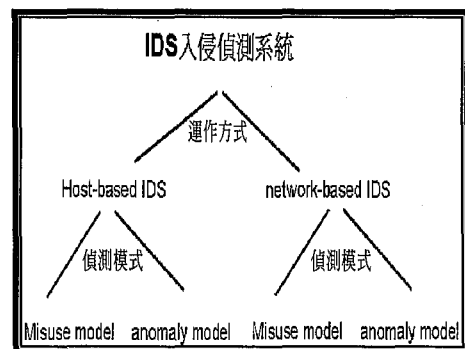 IDS入侵偵測系統
運作方式
Host-based IDS network-based IDS
偵測模式 偵測模式
Misuse model anomaly model Misuse model anomaly model